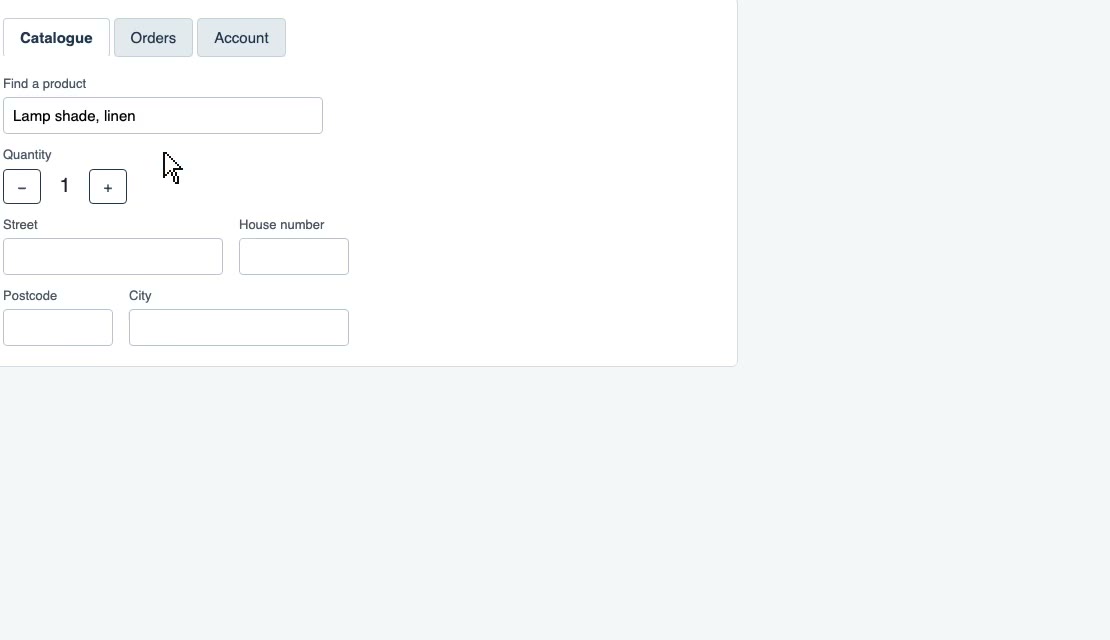 Catalogue Orders Account
Find a product
Lamp shade, linen
Quantity
– 1 +
Street House number
Postcode City